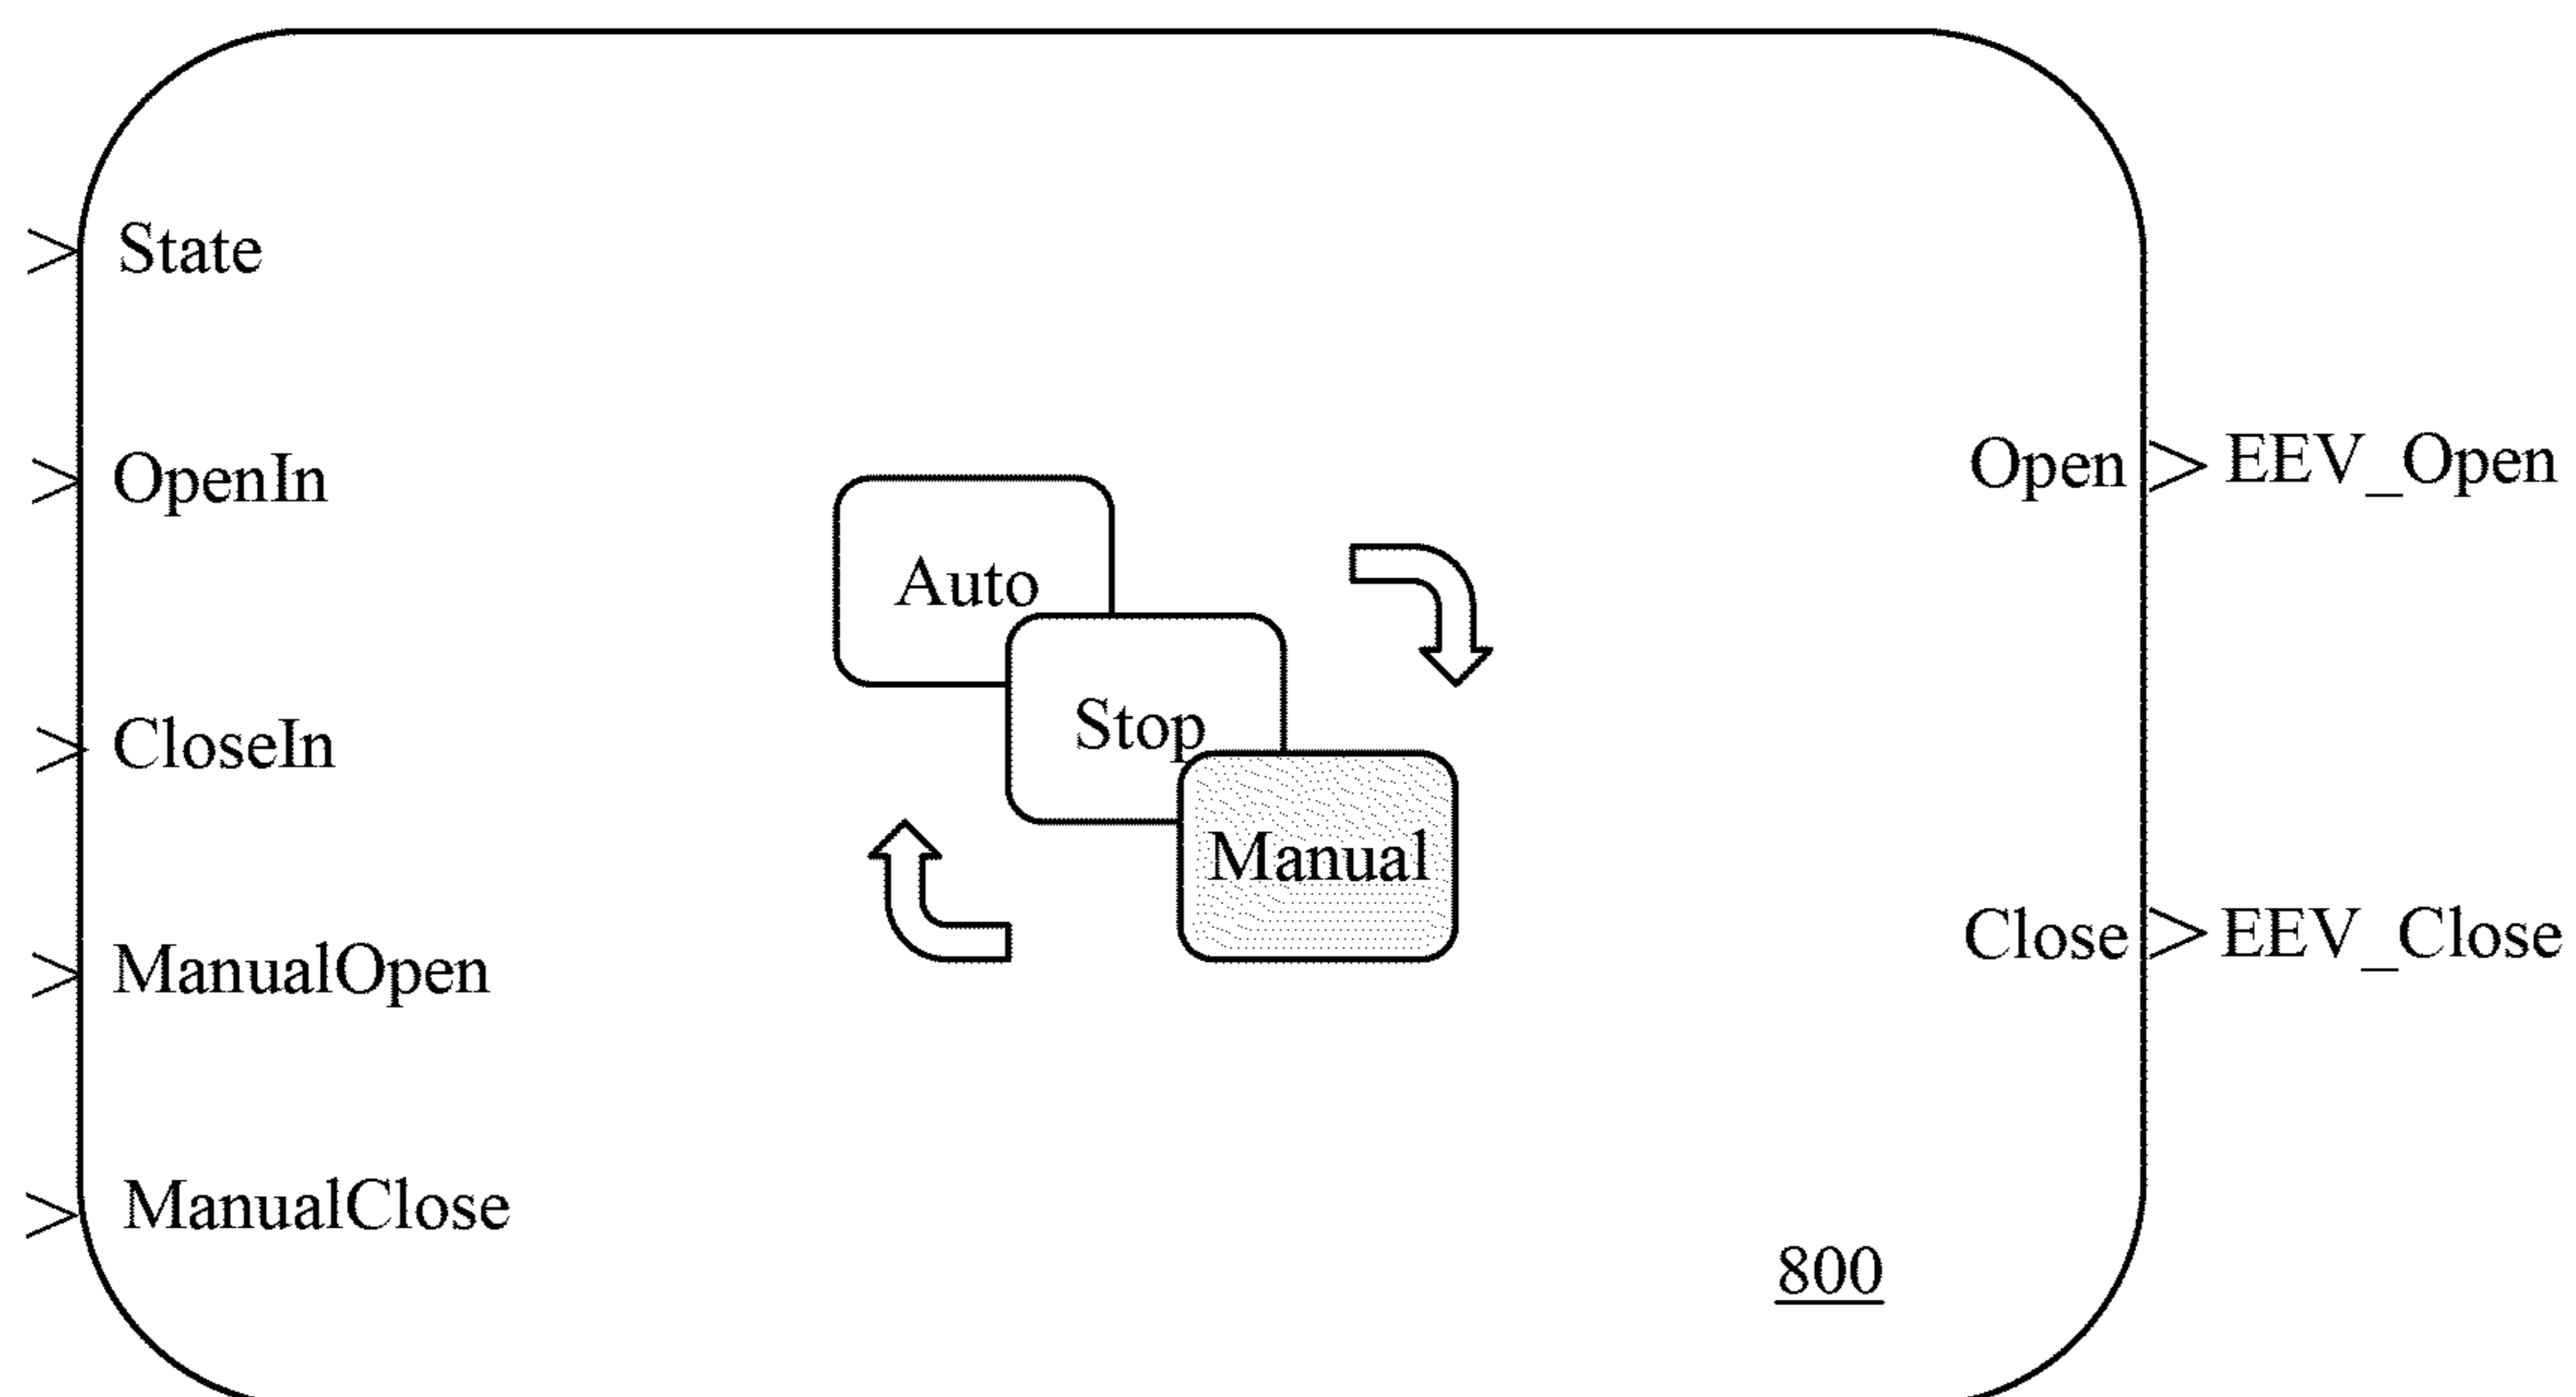 State
OpenIn
CloseIn
ManualOpen
ManualClose
Auto
Stop
Manual
Open EEV_Open
Close EEV_Close
800